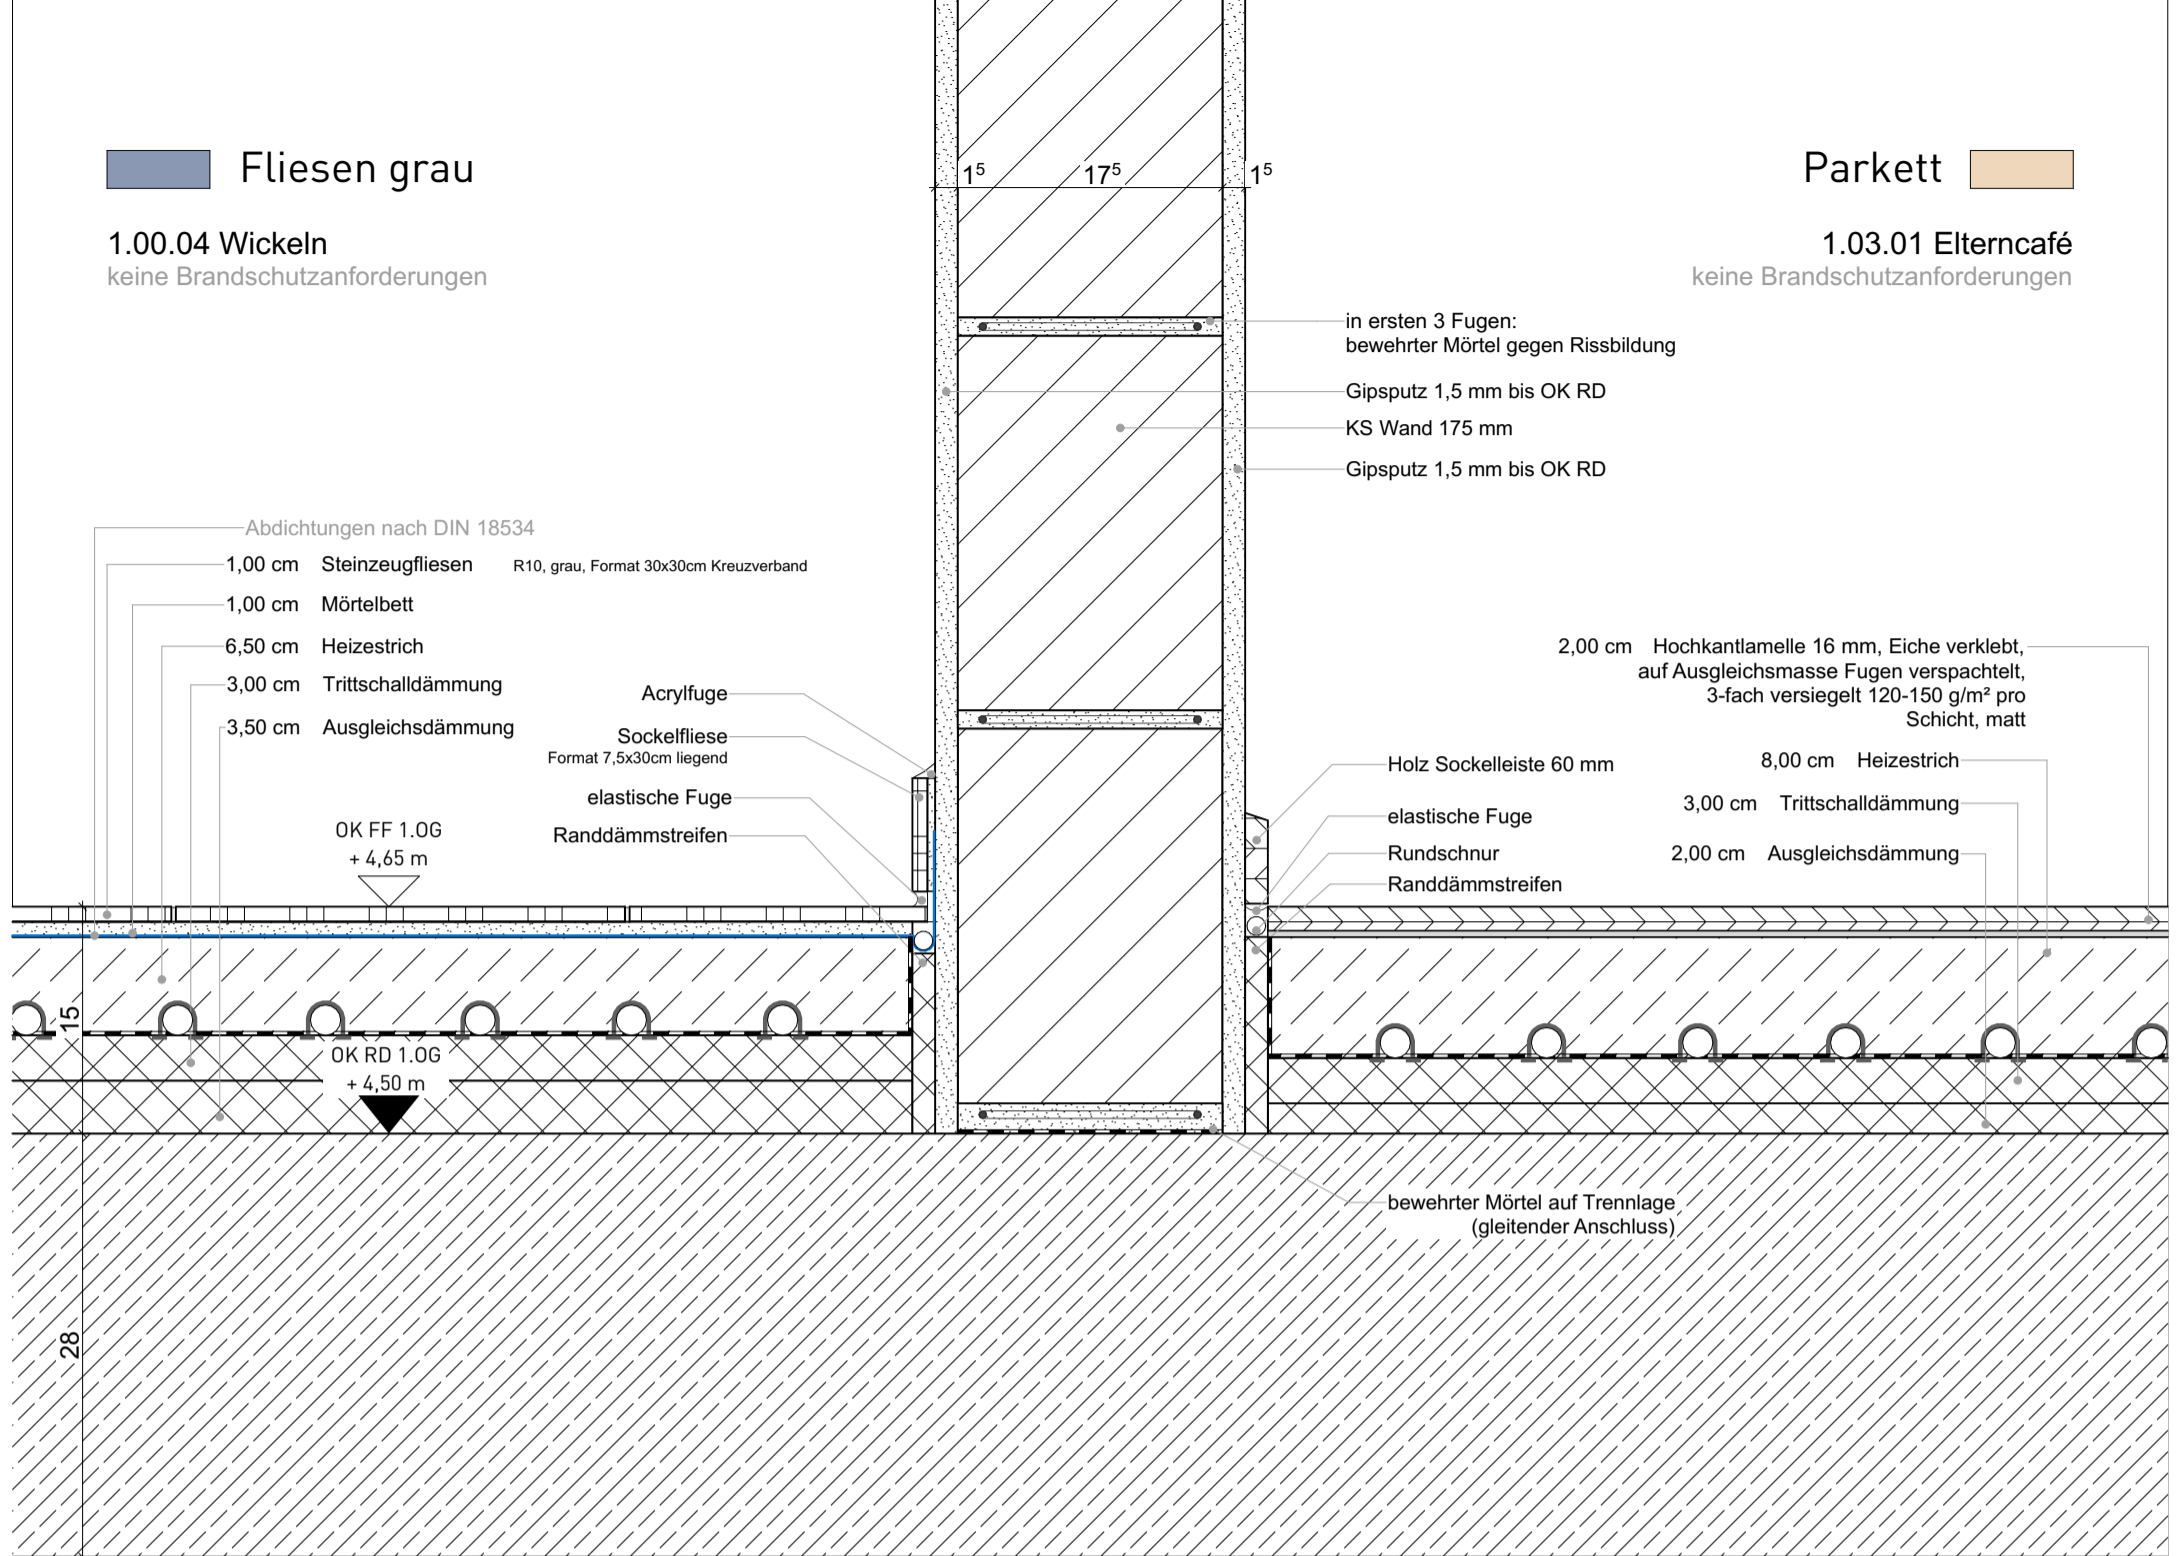 Fliesen grau
1.00.04 Wickeln
keine Brandschutzanforderungen
1⁵
17⁵
1⁵
Parkett
1.03.01 Elterncafé
keine Brandschutzanforderungen
in ersten 3 Fugen:
bewehrter Mörtel gegen Rissbildung
Gipsputz 1,5 mm bis OK RD
KS Wand 175 mm
Gipsputz 1,5 mm bis OK RD
Abdichtungen nach DIN 18534
1,00 cm Steinzeugfliesen R10, grau, Format 30x30cm Kreuzverband
1,00 cm Mörtelbett
6,50 cm Heizestrich
3,00 cm Trittschalldämmung
3,50 cm Ausgleichsdämmung
Acrylfuge
Sockelfliese
Format 7,5x30cm liegend
elastische Fuge
Randdämmstreifen
OK FF 1.OG
+ 4,65 m
2,00 cm Hochkantlamelle 16 mm, Eiche verklebt,
auf Ausgleichsmasse Fugen verspachtelt,
3-fach versiegelt 120-150 g/m² pro
Schicht, matt
8,00 cm Heizestrich
3,00 cm Trittschalldämmung
2,00 cm Ausgleichsdämmung
Holz Sockelleiste 60 mm
elastische Fuge
Rundschnur
Randdämmstreifen
15
OK RD 1.OG
+ 4,50 m
bewehrter Mörtel auf Trennlage
(gleitender Anschluss)
28